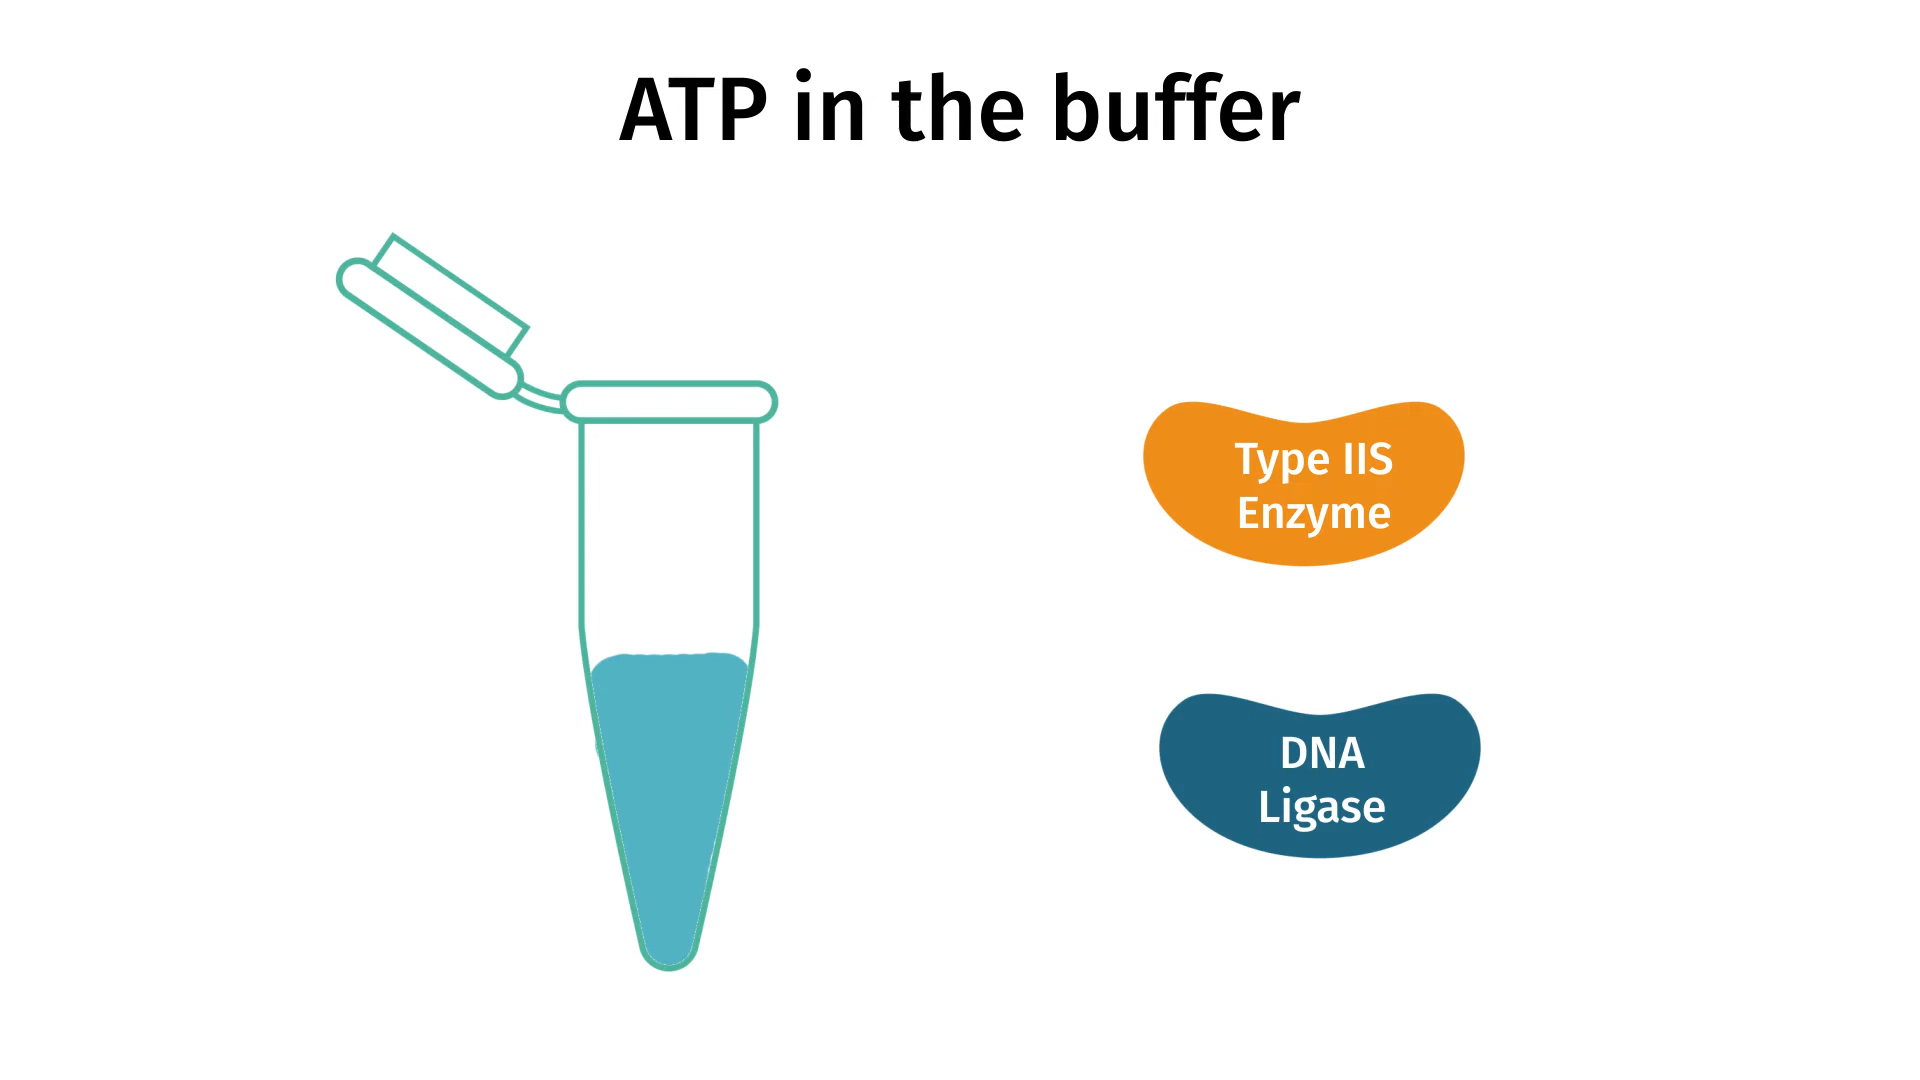 ATP in the buffer
Type IIS
Enzyme
DNA
Ligase